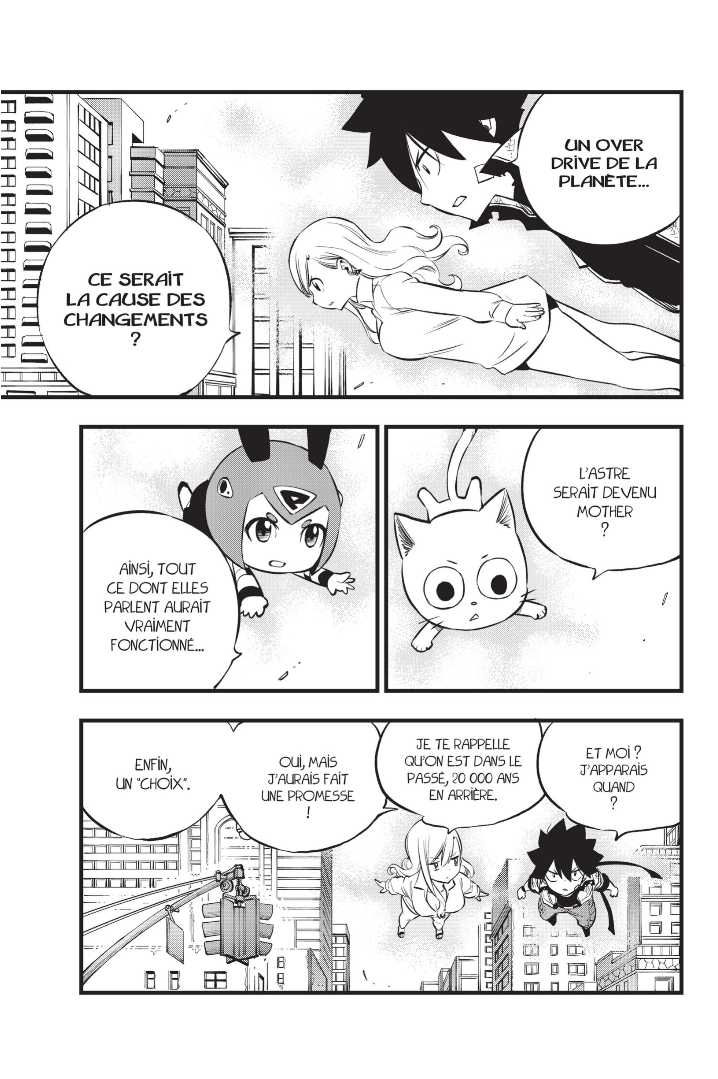 UN OVER
DRIVE DE LA
PLANÈTE...
CE SERAIT
LA CAUSE DES
CHANGEMENTS
?
L'ASTRE
SERAIT DEVENU
MOTHER
?
AINSI, TOUT
CE DONT ELLES
PARLENT AURAIT
VRAIMENT
FONCTIONNÉ...
ET MOI ?
J'APPARAIS
QUAND
?
JE TE RAPPELLE
QU'ON EST DANS LE
PASSÉ, 20 000 ANS
EN ARRIÈRE.
OUI, MAIS
J'AURAIS FAIT
UNE PROMESSE
!
ENFIN,
UN "CHOIX".